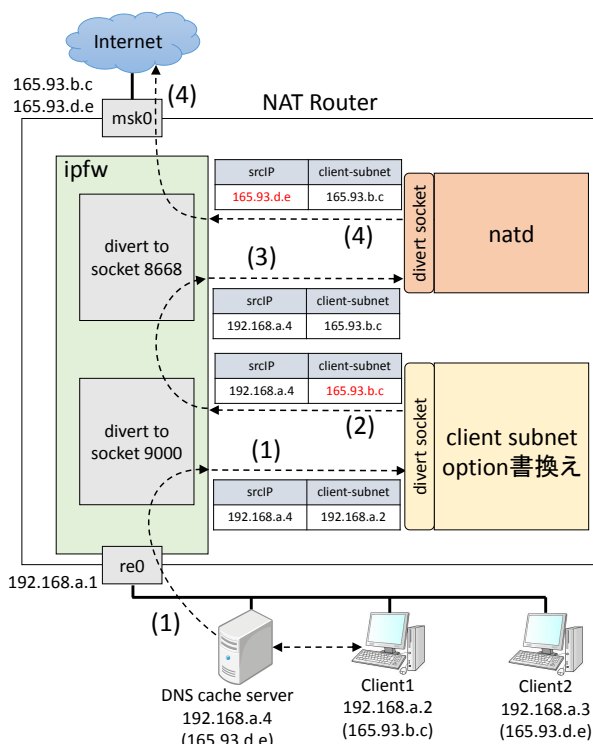 Internet
165.93.b.c
165.93.d.e
(4)
NAT Router
msk0
ipfw
srcIP client-subnet
165.93.d.e 165.93.b.c
divert to
socket 8668
(4)
divert socket
natd
(3)
srcIP client-subnet
192.168.a.4 165.93.b.c
srcIP client-subnet
192.168.a.4 165.93.b.c
divert to
socket 9000
(2)
(1)
divert socket
client subnet
option書換え
srcIP client-subnet
192.168.a.4 192.168.a.2
re0
192.168.a.1
(1)
DNS cache server
192.168.a.4
(165.93.d.e)
Client1
192.168.a.2
(165.93.b.c)
Client2
192.168.a.3
(165.93.d.e)